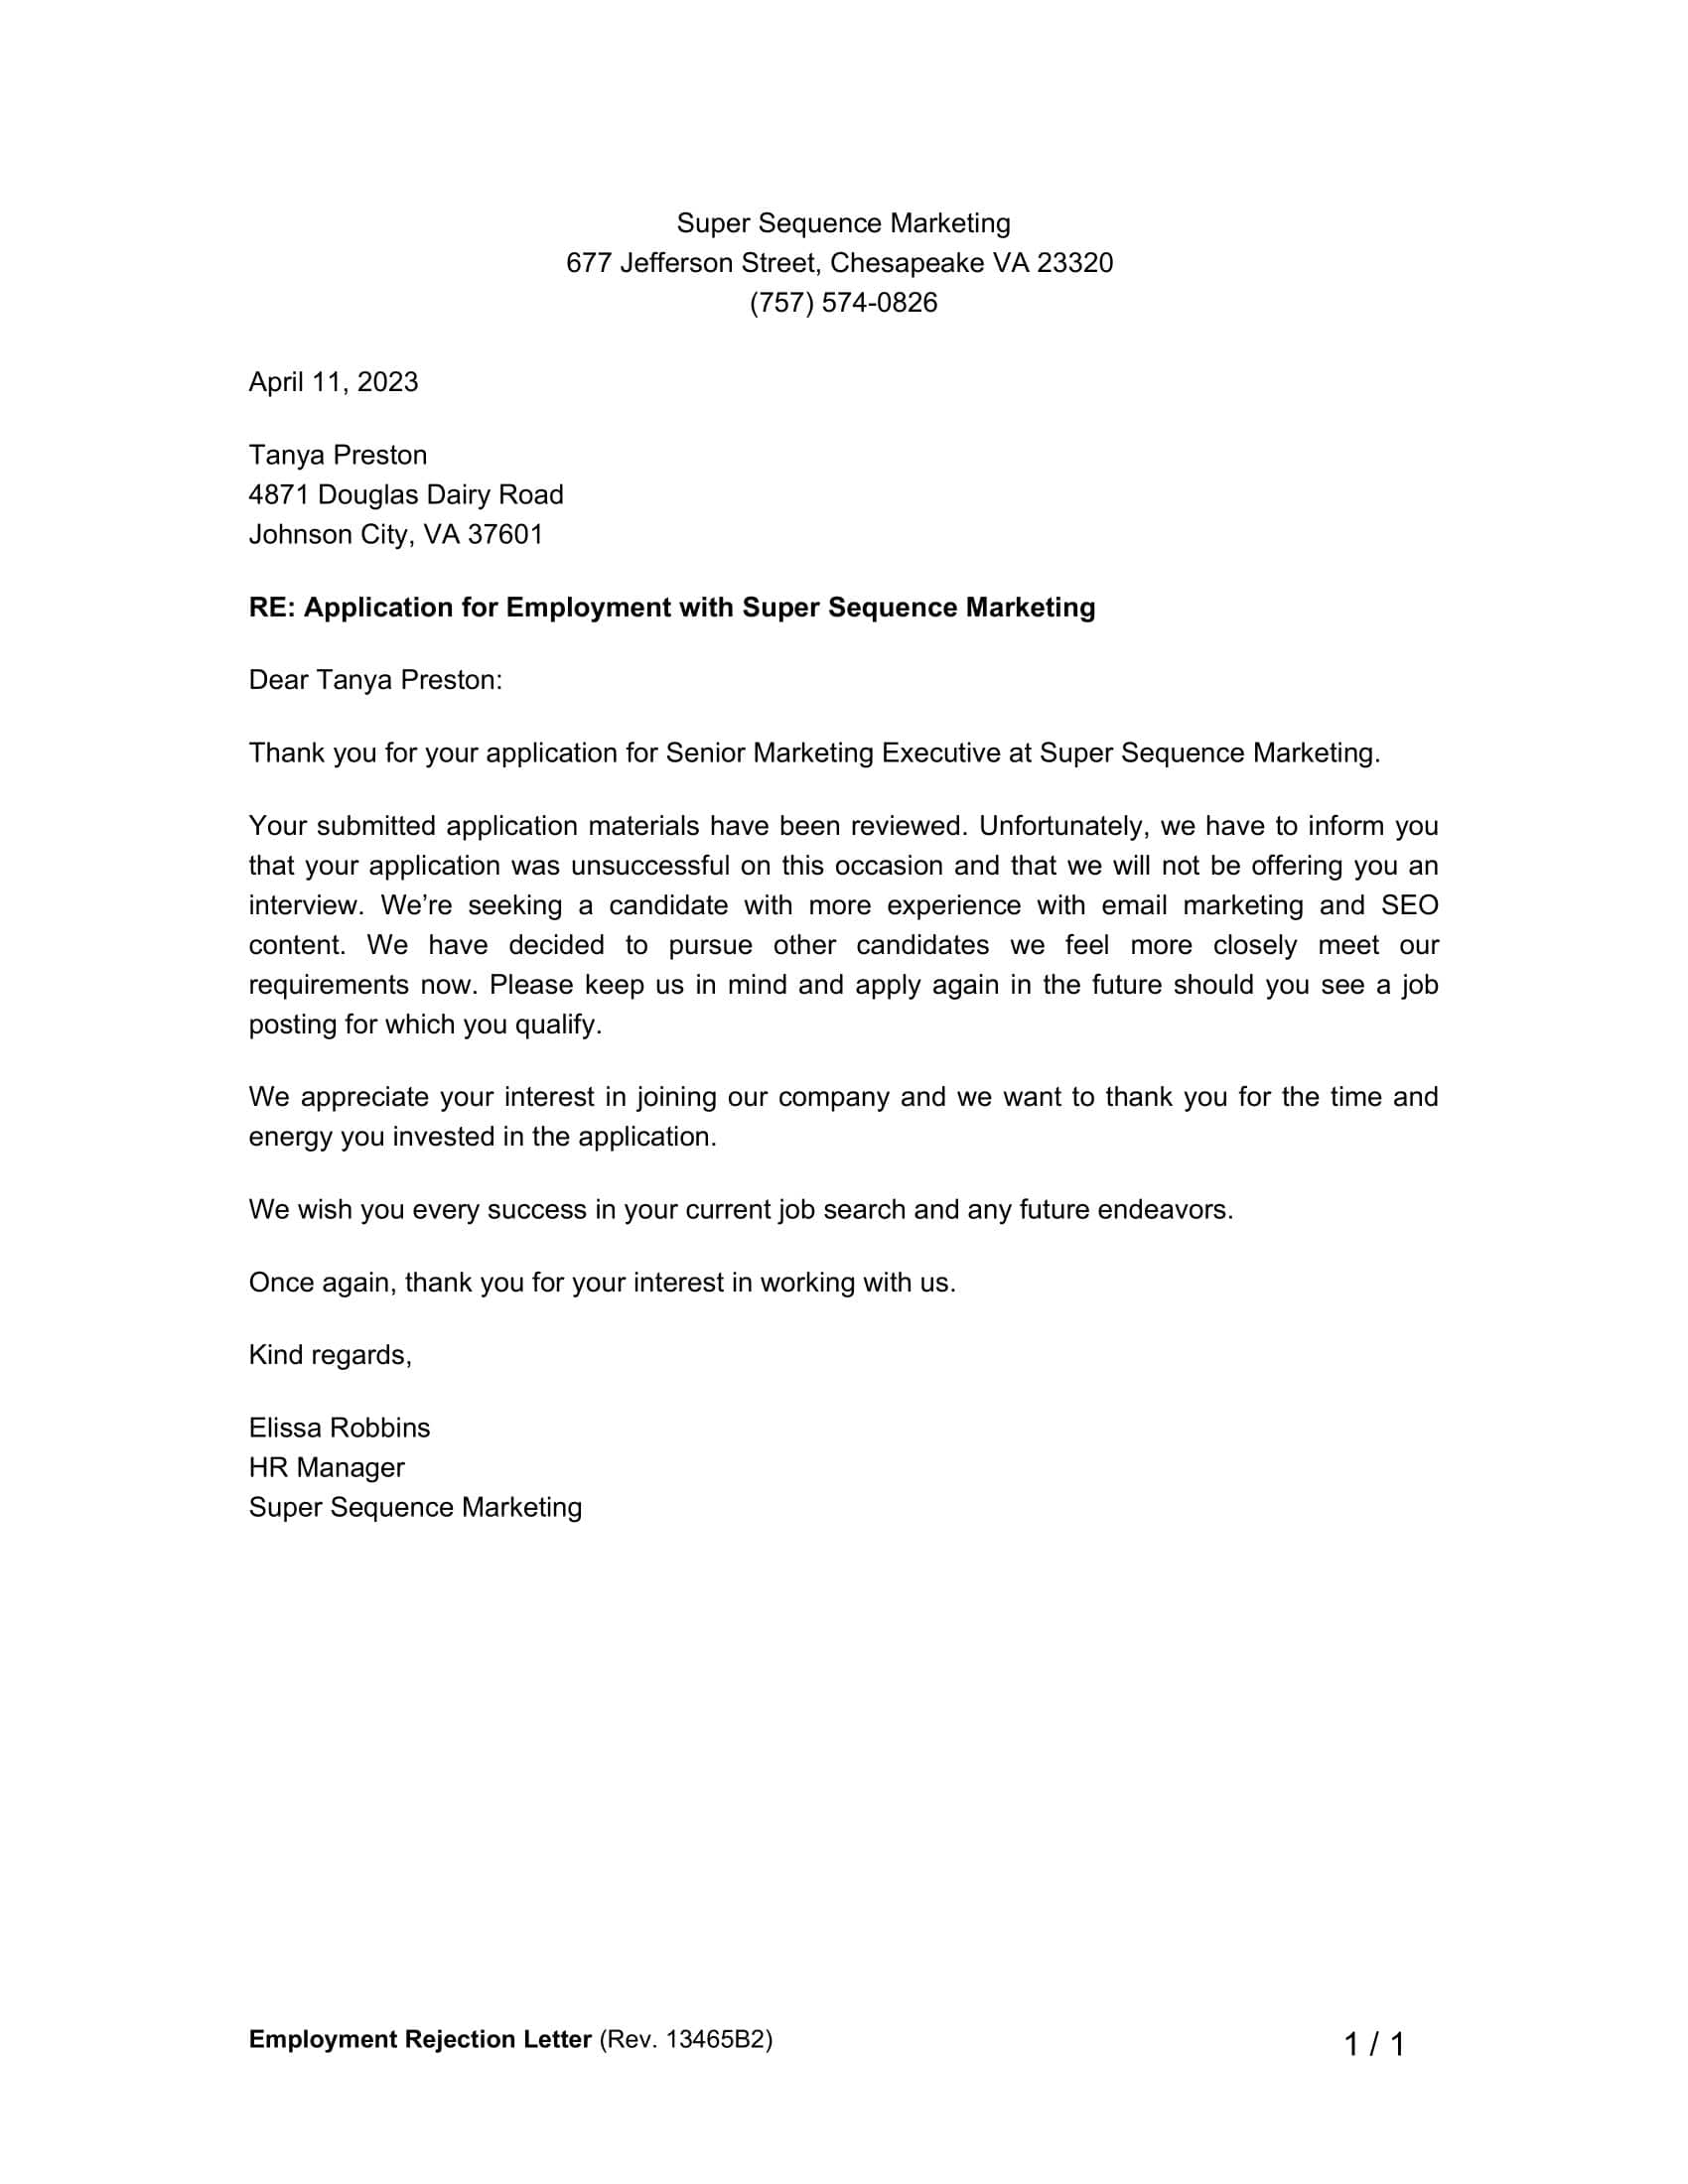 Super Sequence Marketing
677 Jefferson Street, Chesapeake VA 23320
(757) 574-0826
April 11, 2023
Tanya Preston
4871 Douglas Dairy Road
Johnson City, VA 37601
RE: Application for Employment with Super Sequence Marketing
Dear Tanya Preston:
Thank you for your application for Senior Marketing Executive at Super Sequence Marketing.
Your submitted application materials have been reviewed. Unfortunately, we have to inform you
that your application was unsuccessful on this occasion and that we will not be offering you an
interview. We’re seeking a candidate with more experience with email marketing and SEO
content. We have decided to pursue other candidates we feel more closely meet our
requirements now. Please keep us in mind and apply again in the future should you see a job
posting for which you qualify.
We appreciate your interest in joining our company and we want to thank you for the time and
energy you invested in the application.
We wish you every success in your current job search and any future endeavors.
Once again, thank you for your interest in working with us.
Kind regards,
Elissa Robbins
HR Manager
Super Sequence Marketing
Employment Rejection Letter (Rev. 13465B2) 1 / 1